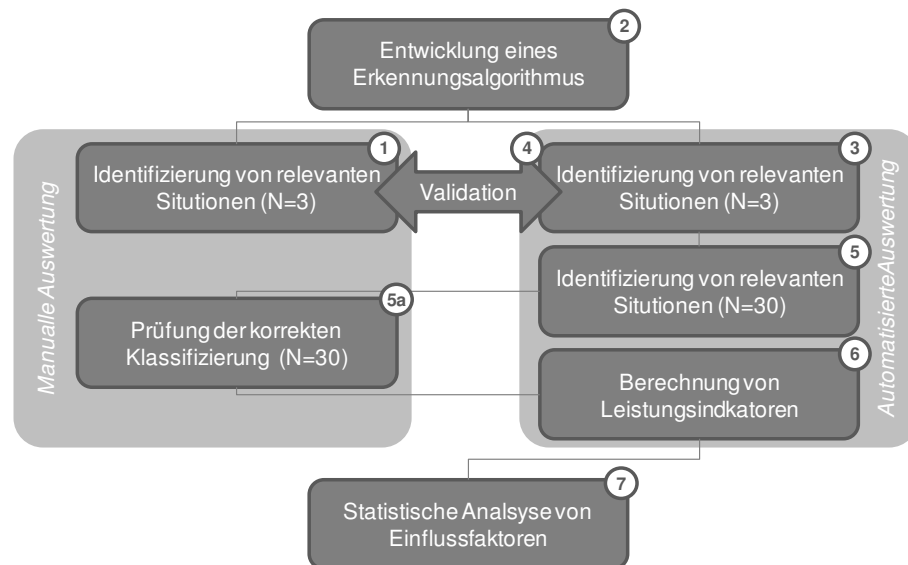 2
Entwicklung eines
Erkennungsalgorithmus
Manualle Auswertung
1
Identifizierung von relevanten
Situtionen (N=3)
4
Validation
3
Identifizierung von relevanten
Situtionen (N=3)
AutomatisierteAuswertung
5
Identifizierung von relevanten
Situtionen (N=30)
5a
Prüfung der korrekten
Klassifizierung (N=30)
6
Berechnung von
Leistungsindkatoren
7
Statistische Analsyse von
Einflussfaktoren